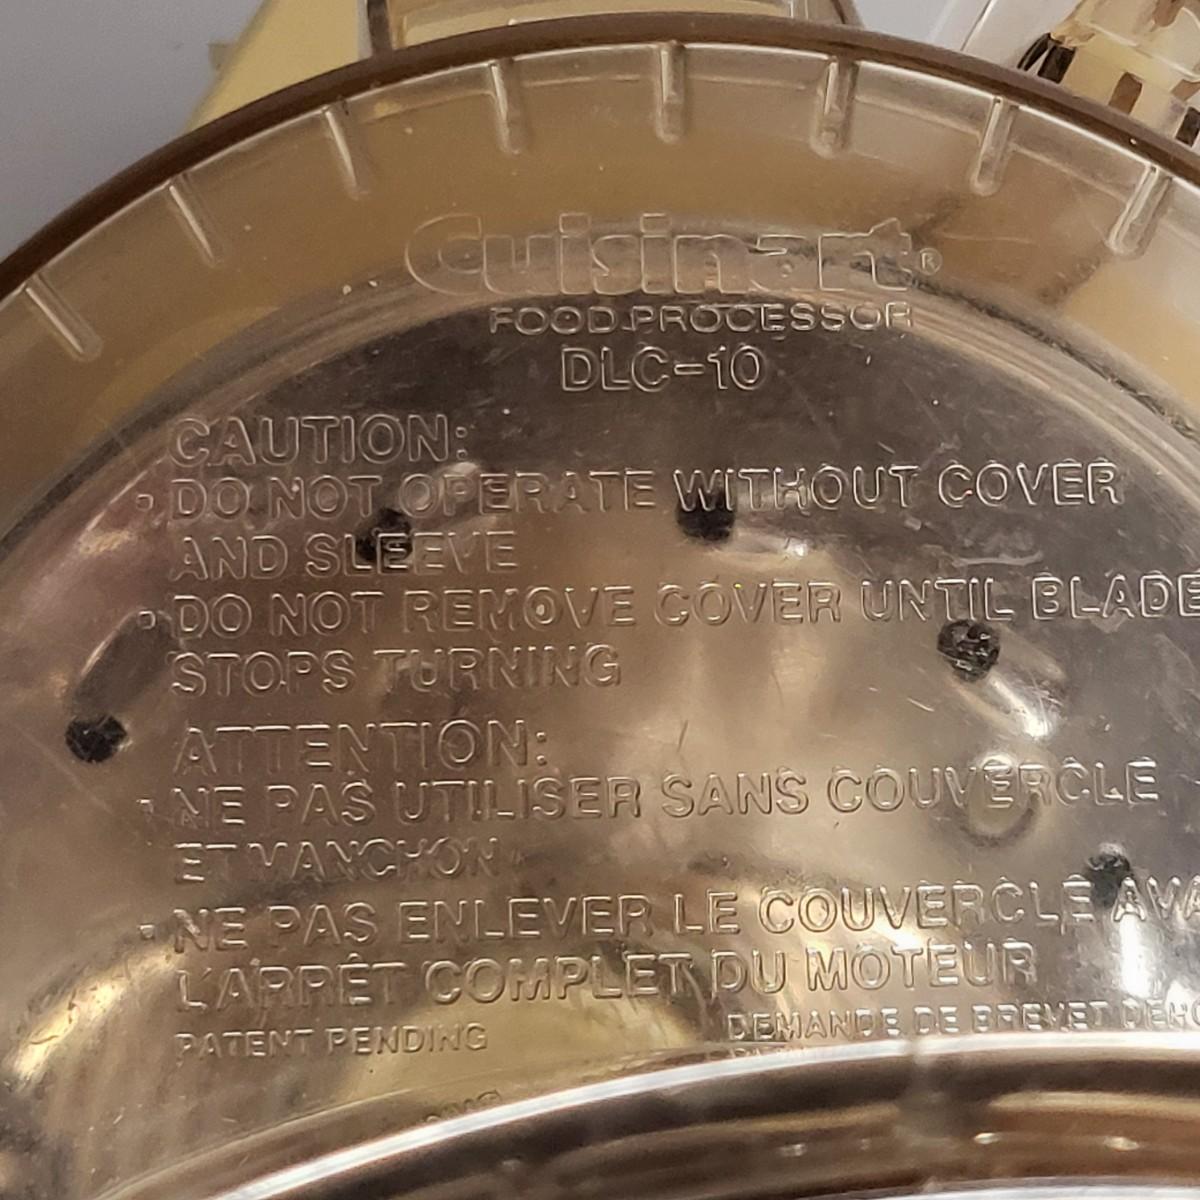 Cuisinart®
FOOD PROCESSOR
DLC-10
CAUTION:
• DO NOT OPERATE WITHOUT COVER
AND SLEEVE
• DO NOT REMOVE COVER UNTIL BLADE
STOPS TURNING
ATTENTION:
• NE PAS UTILISER SANS COUVERCLE
ET MANCHON
• NE PAS ENLEVER LE COUVERCLE AVA
L'ARRÊT COMPLET DU MOTEUR
PATENT PENDING
DEMANDE DE BREVET